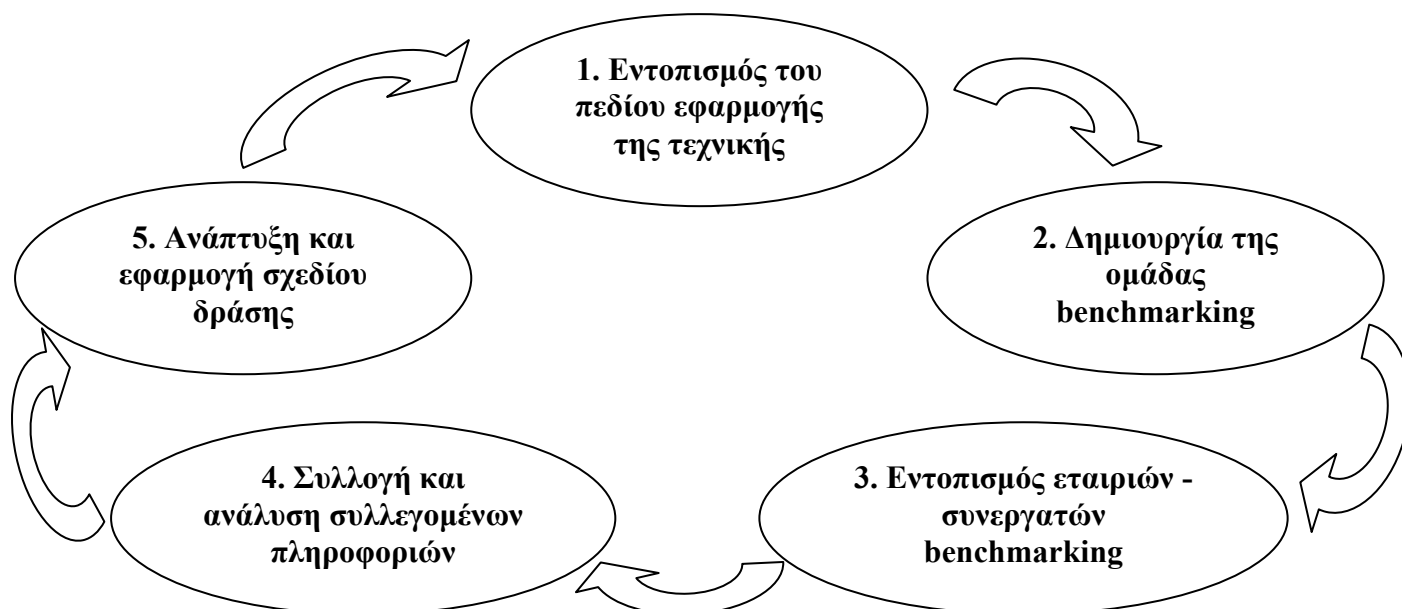 1. Εντοπισμός του
πεδίου εφαρμογής
της τεχνικής
2. Δημιουργία της
ομάδας
benchmarking
3. Εντοπισμός εταιριών -
συνεργατών
benchmarking
4. Συλλογή και
ανάλυση συλλεγομένων
πληροφοριών
5. Ανάπτυξη και
εφαρμογή σχεδίου
δράσης